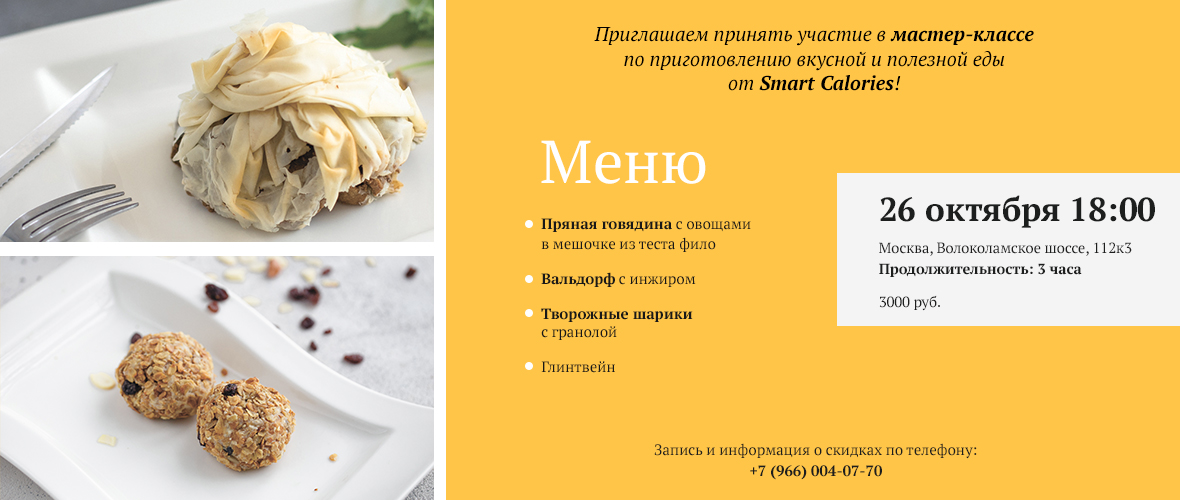 Приглашаем принять участие в мастер-классе
по приготовлению вкусной и полезной еды
от Smart Calories!
Меню
Пряная говядина с овощами
в мешочке из теста фило
Вальдорф с инжиром
Творожные шарики
с гранолой
Глинтвейн
26 октября 18:00
Москва, Волоколамское шоссе, 112к3
Продолжительность: 3 часа
3000 руб.
Запись и информация о скидках по телефону:
+7 (966) 004-07-70